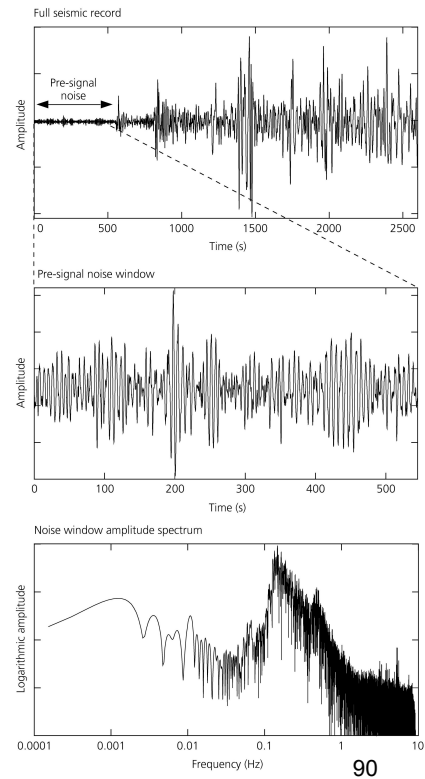 Full seismic record
Pre-signal
noise
Amplitude
0 500 1000 1500 2000 2500
Time (s)
Pre-signal noise window
Amplitude
0 100 200 300 400 500
Time (s)
Noise window amplitude spectrum
Logarithmic amplitude
0.0001 0.001 0.01 0.1 1 10
Frequency (Hz)
90